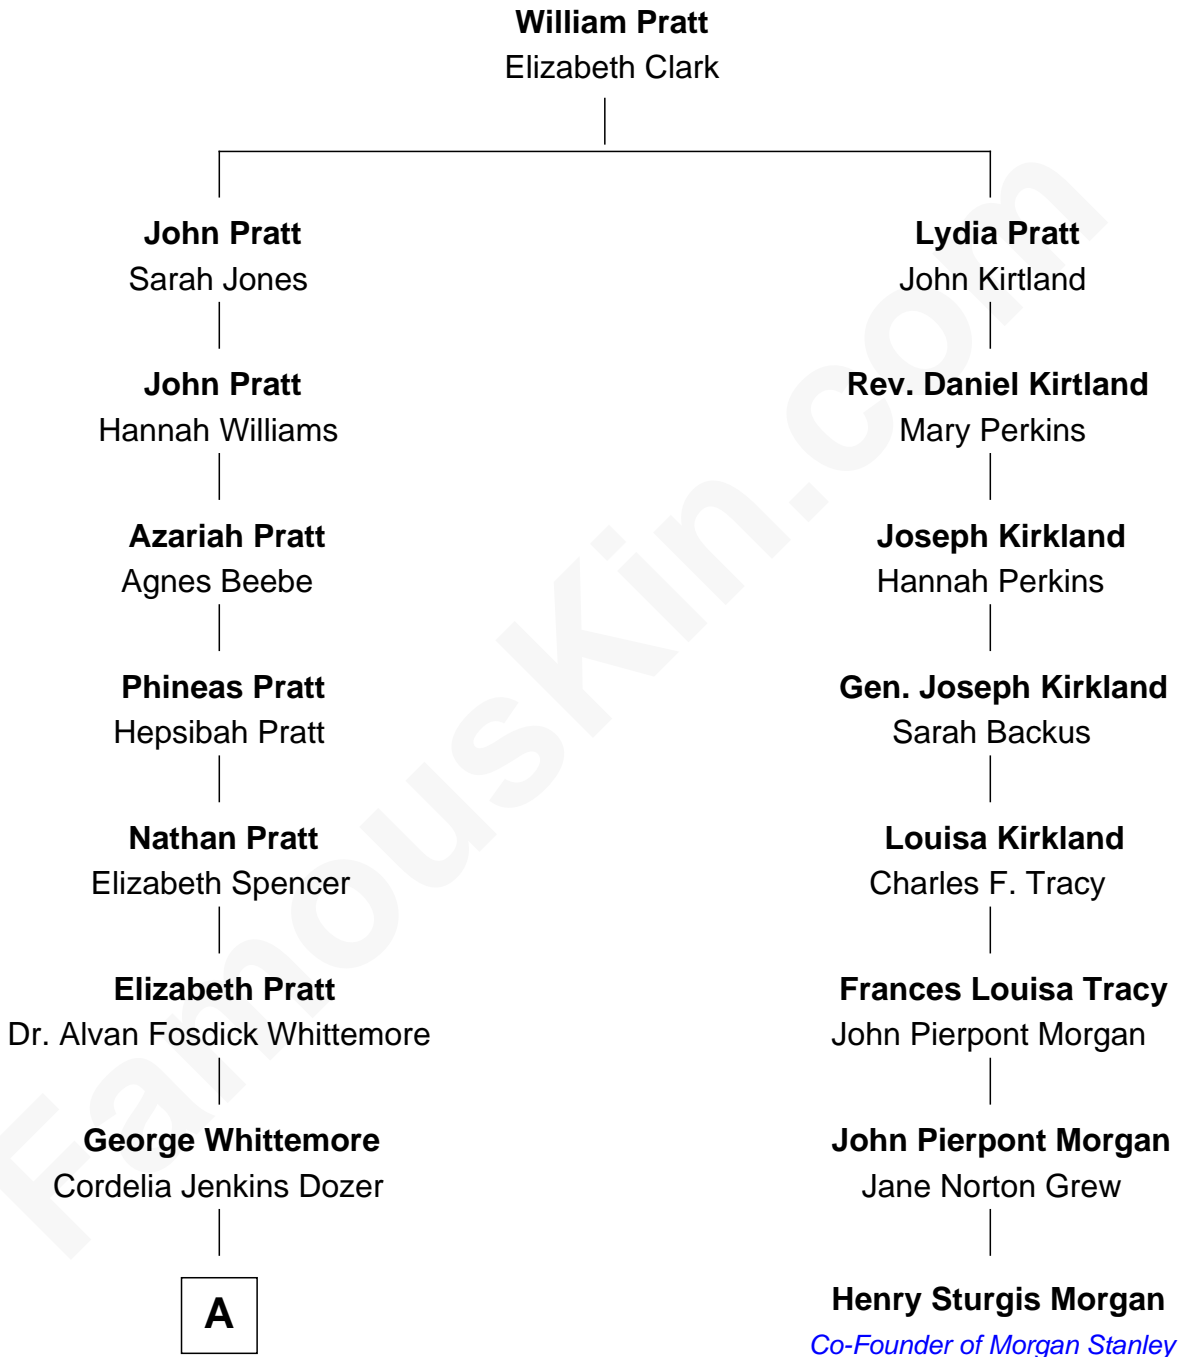 William Pratt
Elizabeth Clark
John Pratt
Sarah Jones
Lydia Pratt
John Kirtland
John Pratt
Hannah Williams
Rev. Daniel Kirtland
Mary Perkins
Azariah Pratt
Agnes Beebe
Joseph Kirkland
Hannah Perkins
Phineas Pratt
Hepsibah Pratt
Gen. Joseph Kirkland
Sarah Backus
Nathan Pratt
Elizabeth Spencer
Louisa Kirkland
Charles F. Tracy
Elizabeth Pratt
Dr. Alvan Fosdick Whittemore
Frances Louisa Tracy
John Pierpont Morgan
George Whittemore
Cordelia Jenkins Dozer
John Pierpont Morgan
Jane Norton Grew
A
Henry Sturgis Morgan
Co-Founder of Morgan Stanley
FamousKin.com